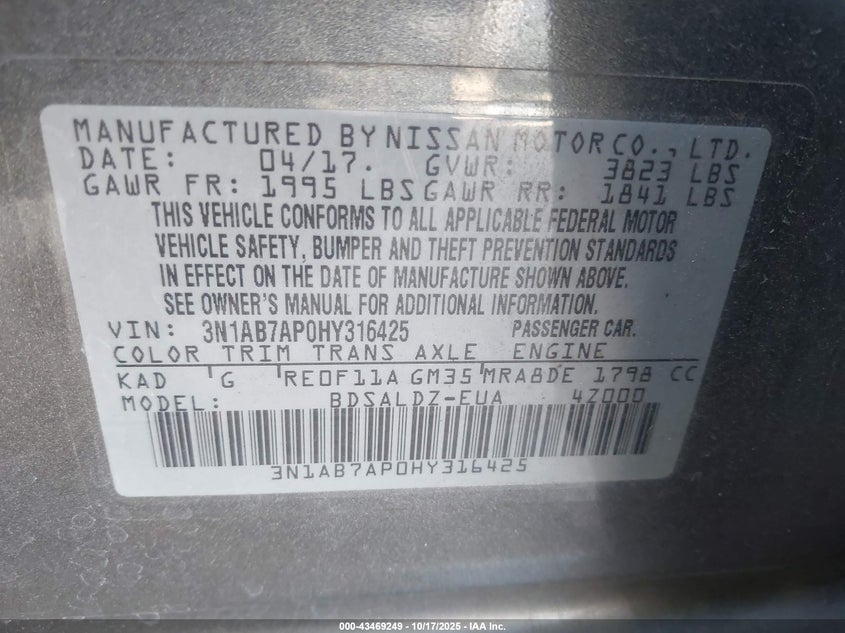 MANUFACTURED BY NISSAN MOTOR CO., LTD.
DATE: 04/17. GVWR: 3823 LBS
GAWR FR: 1995 LBS GAWR RR: 1841 LBS
THIS VEHICLE CONFORMS TO ALL APPLICABLE FEDERAL MOTOR
VEHICLE SAFETY, BUMPER AND THEFT PREVENTION STANDARDS
IN EFFECT ON THE DATE OF MANUFACTURE SHOWN ABOVE.
SEE OWNER'S MANUAL FOR ADDITIONAL INFORMATION.
VIN: 3N1AB7AP0HY316425 PASSENGER CAR.
COLOR TRIM TRANS AXLE ENGINE
KAD G RE0F11A GM35 MRA8DE 1798 CC
MODEL: BDSALDZ-EUA 4Z000
3N1AB7AP0HY316425
000-43469249 - 10/17/2025 - IAA Inc.